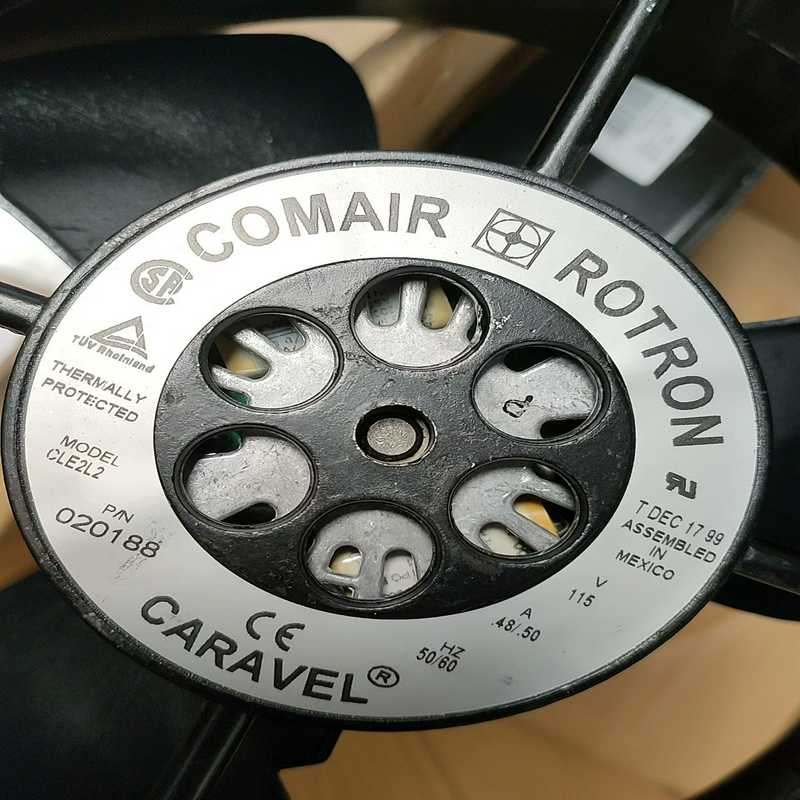 COMAIR ROTRON
SA
TÜV Rheinland
THERMALLY
PROTECTED
MODEL
CLE2L2
P/N
020188
CE
CARAVEL®
HZ
50/60
A
.48/.50
V
115
T DEC 17 99
ASSEMBLED
IN
MEXICO